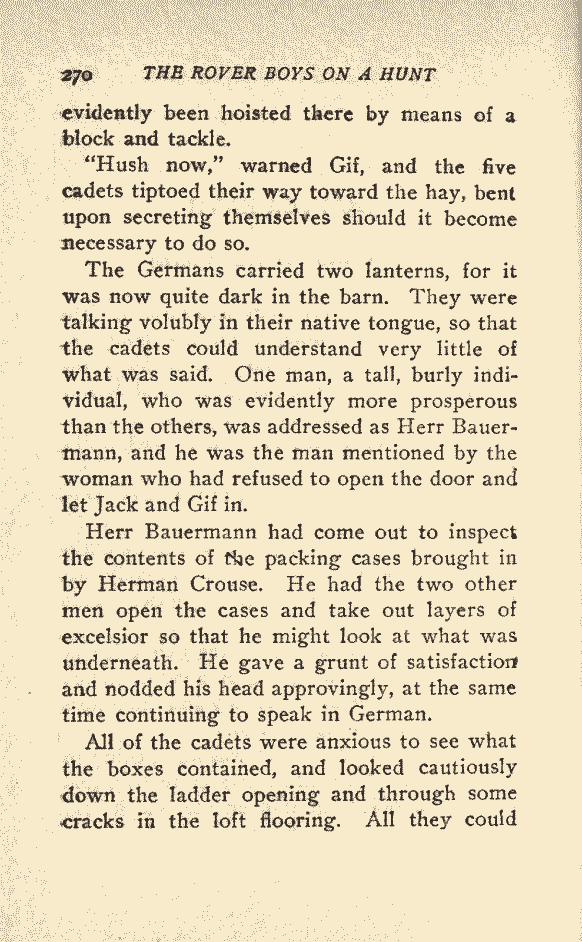 270 THE ROVER BOYS ON A HUNT
evidently been hoisted there by means of a
block and tackle.
"Hush now," warned Gif, and the five
cadets tiptoed their way toward the hay, bent
upon secreting themselves should it become
necessary to do so.
The Germans carried two lanterns, for it
was now quite dark in the barn. They were
talking volubly in their native tongue, so that
the cadets could understand very little of
what was said. One man, a tall, burly indi-
vidual, who was evidently more prosperous
than the others, was addressed as Herr Bauer-
mann, and he was the man mentioned by the
woman who had refused to open the door and
let Jack and Gif in.
Herr Bauermann had come out to inspect
the contents of the packing cases brought in
by Herman Crouse. He had the two other
men open the cases and take out layers of
excelsior so that he might look at what was
underneath. He gave a grunt of satisfaction
and nodded his head approvingly, at the same
time continuing to speak in German.
All of the cadets were anxious to see what
the boxes contained, and looked cautiously
down the ladder opening and through some
cracks in the loft flooring. All they could